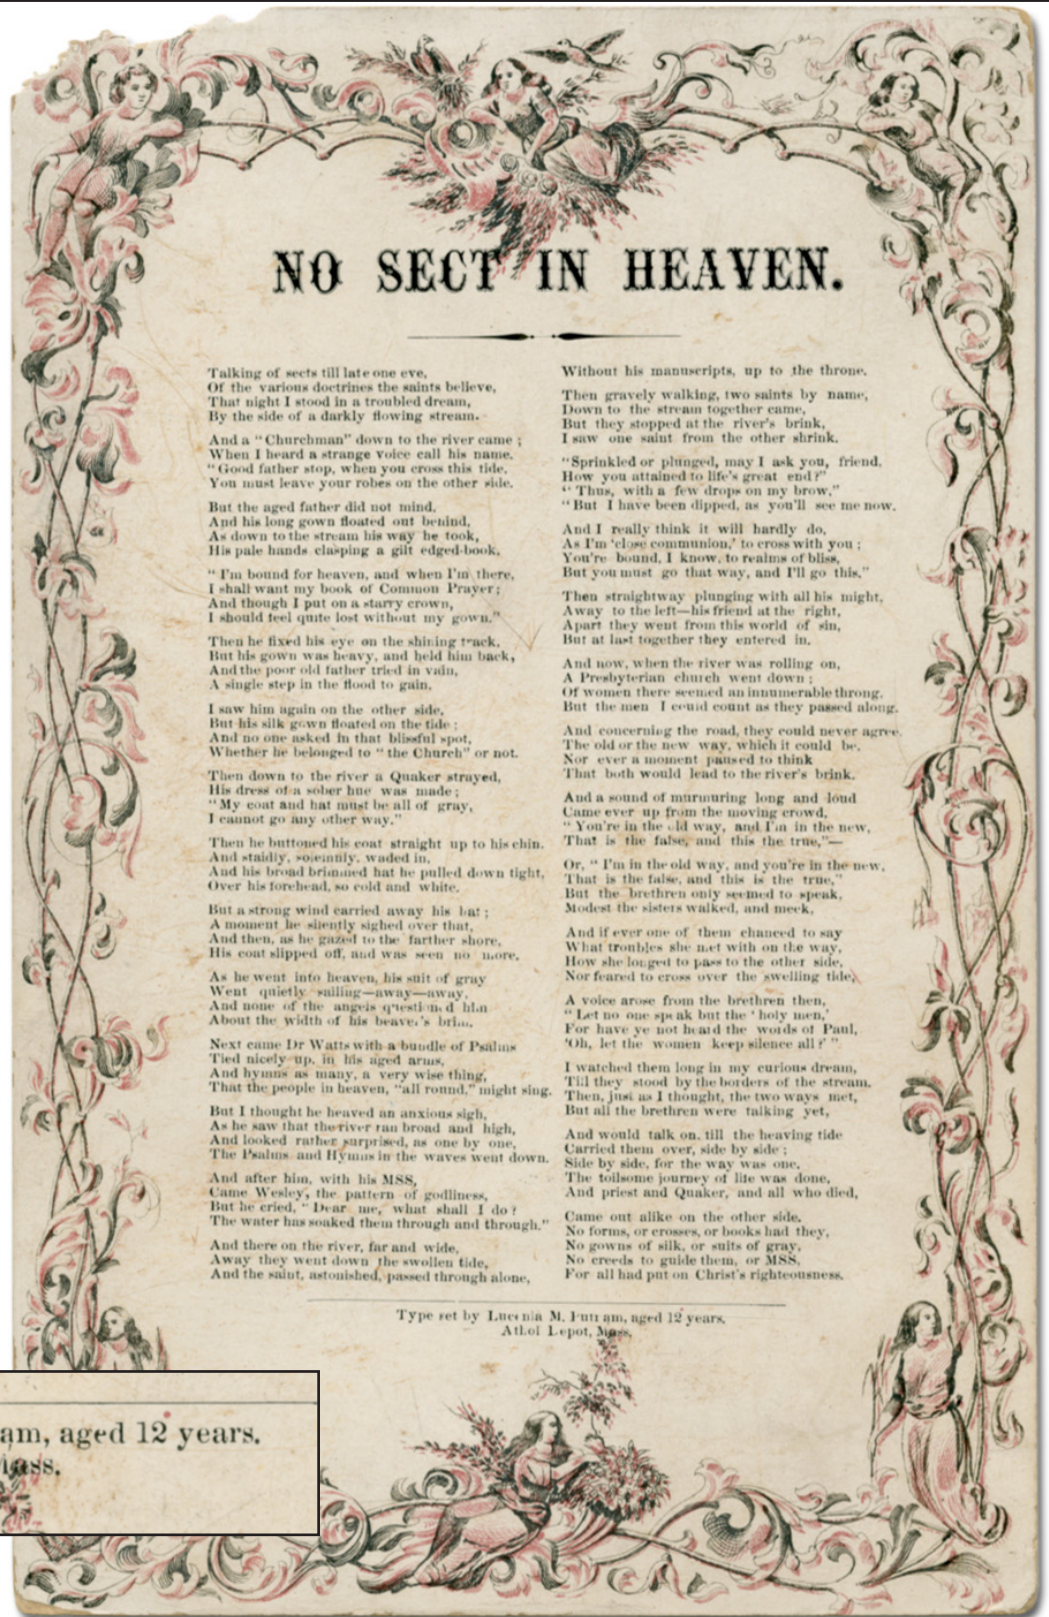 NO SECT IN HEAVEN.
Talking of sects till late one eve,
Of the various doctrines the saints believe,
That night I stood in a troubled dream,
By the side of a darkly flowing stream.
And a "Churchman" down to the river came ;
When I heard a strange voice call his name.
"Good father stop, when you cross this tide.
You must leave your robes on the other side.
But the aged father did not mind,
And his long gown floated out behind,
As down to the stream his way he took,
His pale hands clasping a gilt edged-book.
" I'm bound for heaven, and when I'm there,
I shall want my book of Common Prayer;
And though I put on a starry crown,
I should feel quite lost without my gown."
Then he fixed his eye on the shining track,
But his gown was heavy, and held him back,
And the poor old father tried in vain,
A single step in the flood to gain.
I saw him again on the other side,
But his silk gown floated on the tide ;
And no one asked in that blissful spot,
Whether he belonged to "the Church" or not.
Then down to the river a Quaker strayed,
His dress of a sober hue was made ;
"My coat and hat must be all of gray,
I cannot go any other way."
Then he buttoned his coat straight up to his chin.
And staidly, solemnly, waded in,
And his broad brimmed hat he pulled down tight,
Over his forehead, so cold and white.
But a strong wind carried away his hat ;
A moment he silently sighed over that,
And then, as he gazed to the farther shore,
His coat slipped off, and was seen no more.
As he went into heaven, his suit of gray
Went quietly sailing—away—away,
And none of the angels questioned him
About the width of his beaver's brim.
Next came Dr Watts with a bundle of Psalms
Tied nicely up, in his aged arms,
And hymns as many, a very wise thing,
That the people in heaven, "all round," might sing.
But I thought he heaved an anxious sigh,
As he saw that the river ran broad and high,
And looked rather surprised, as one by one,
The Psalms and Hymns in the waves went down.
And after him, with his MSS,
Came Wesley, the pattern of godliness,
But he cried, "Dear me, what shall I do?
The water has soaked them through and through."
And there on the river, far and wide,
Away they went down the swollen tide,
And the saint, astonished, passed through alone,
Without his manuscripts, up to the throne.
Then gravely walking, two saints by name,
Down to the stream together came,
But they stopped at the river's brink,
I saw one saint from the other shrink.
"Sprinkled or plunged, may I ask you, friend,
How you attained to life's great end?"
"Thus, with a few drops on my brow,"
"But I have been dipped, as you'll see me now.
And I really think it will hardly do,
As I'm 'close communion,' to cross with you ;
You're bound, I know, to realms of bliss,
But you must go that way, and I'll go this."
Then straightway plunging with all his might,
Away to the left—his friend at the right,
Apart they went from this world of sin,
But at last together they entered in.
And now, when the river was rolling on,
A Presbyterian church went down ;
Of women there seemed an innumerable throng,
But the men I could count as they passed along.
And concerning the road, they could never agree,
The old or the new way, which it could be.
Nor ever a moment paused to think
That both would lead to the river's brink.
And a sound of murmuring long and loud
Came ever up from the moving crowd,
"You're in the old way, and I'm in the new,
That is the false, and this the true,"—
Or, "I'm in the old way, and you're in the new,
That is the false, and this is the true,"
But the brethren only seemed to speak,
Modest the sisters walked, and meek,
And if ever one of them chanced to say
What troubles she met with on the way,
How she longed to pass to the other side,
Nor feared to cross over the swelling tide,
A voice arose from the brethren then,
"Let no one speak but the 'holy men,'
For have ye not heard the words of Paul,
'Oh, let the women keep silence all?' "
I watched them long in my curious dream,
Till they stood by the borders of the stream.
Then, just as I thought, the two ways met,
But all the brethren were talking yet,
And would talk on, till the heaving tide
Carried them over, side by side ;
Side by side, for the way was one,
The toilsome journey of life was done,
And priest and Quaker, and all who died,
Came out alike on the other side.
No forms, or crosses, or books had they,
No gowns of silk, or suits of gray,
No creeds to guide them, or MSS,
For all had put on Christ's righteousness.
Type set by M. aged 12 years.
Athol Depot, Mass.
am, aged 12 years.
Mass.